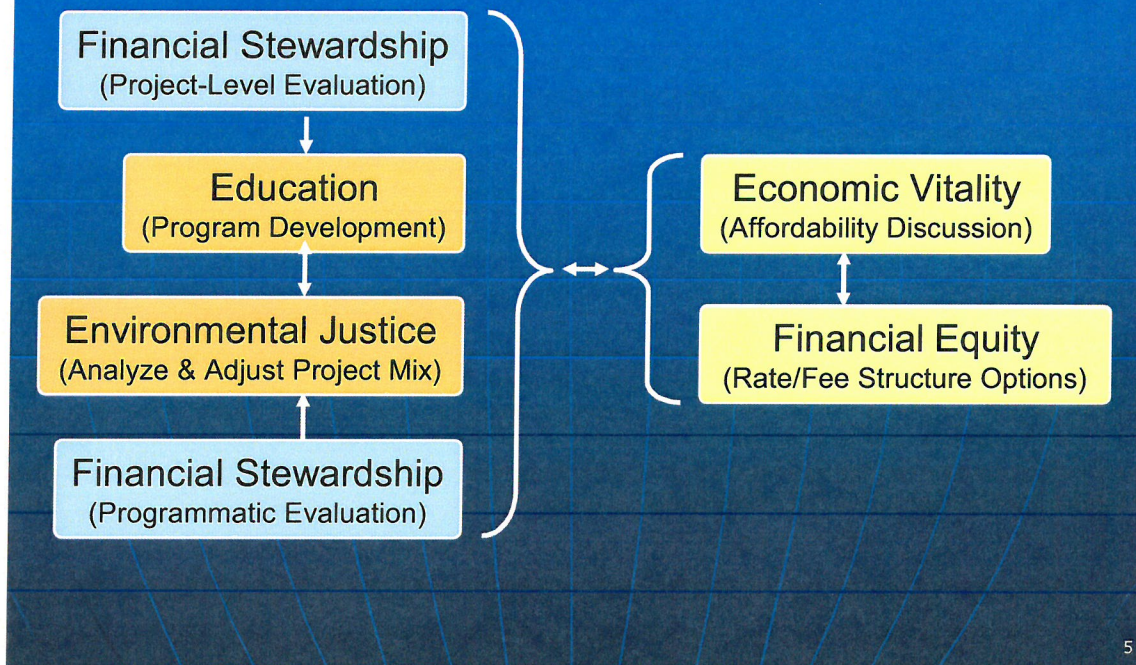 Financial Stewardship
(Project-Level Evaluation)
Education
(Program Development)
Environmental Justice
(Analyze & Adjust Project Mix)
Financial Stewardship
(Programmatic Evaluation)
Economic Vitality
(Affordability Discussion)
Financial Equity
(Rate/Fee Structure Options)
5